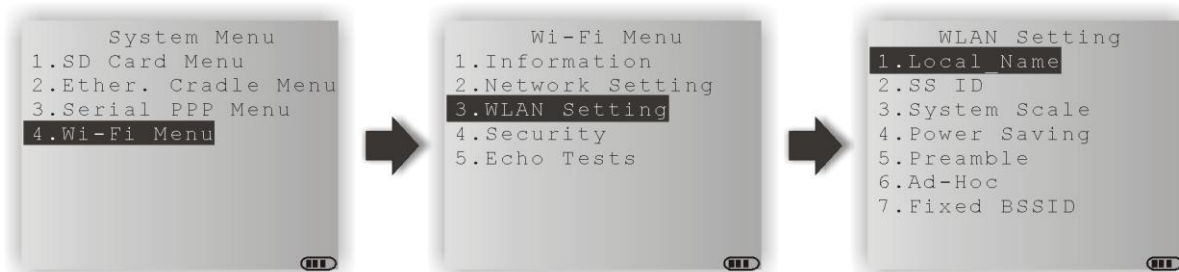 System Menu
1.SD Card Menu
2.Ether. Cradle Menu
3.Serial PPP Menu
4.Wi-Fi Menu
Wi-Fi Menu
1.Information
2.Network Setting
3.WLAN Setting
4.Security
5.Echo Tests
WLAN Setting
1.Local_Name
2.SS ID
3.System Scale
4.Power Saving
5.Preamble
6.Ad-Hoc
7.Fixed BSSID